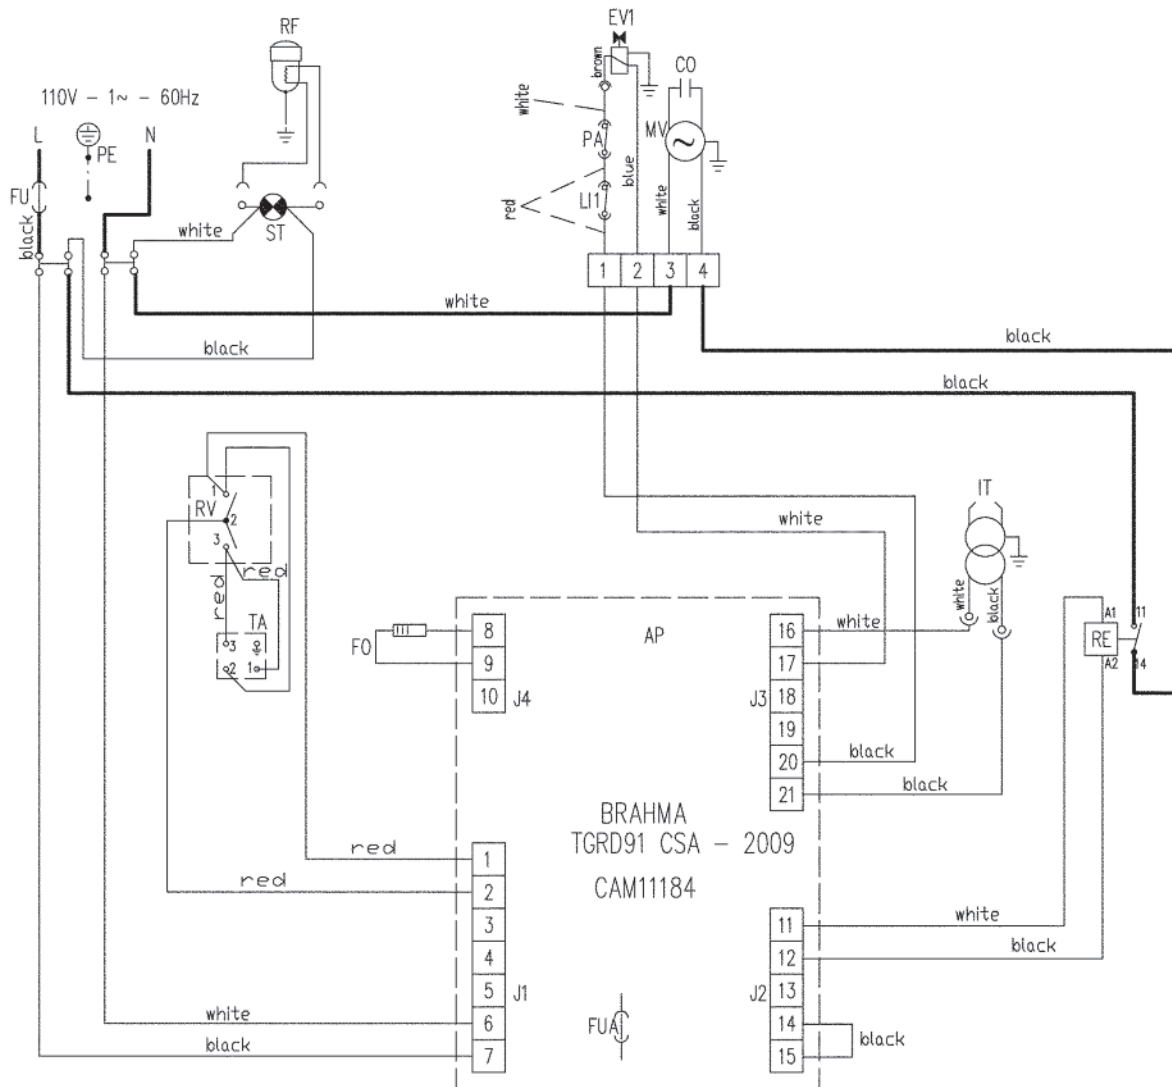 EV1
RF
CO
brown
110V - 1~ - 60Hz
white
L
N
PE
PA
MV
~
FU
blue
LI1
red
white
black
black
white
ST
1 2 3 4
white
black
black
black
1
RV
2
3
red
red
TA
3
2
1
IT
white
white
black
white
8
9
10
FO
J4
AP
16
17
18
19
20
21
J3
A1
11
RE
A2
14
black
black
BRAHMA
TGRD91 CSA - 2009
CAM11184
red
red
1
2
3
4
5
6
7
J1
white
black
white
black
11
12
13
14
15
J2
FUA
black